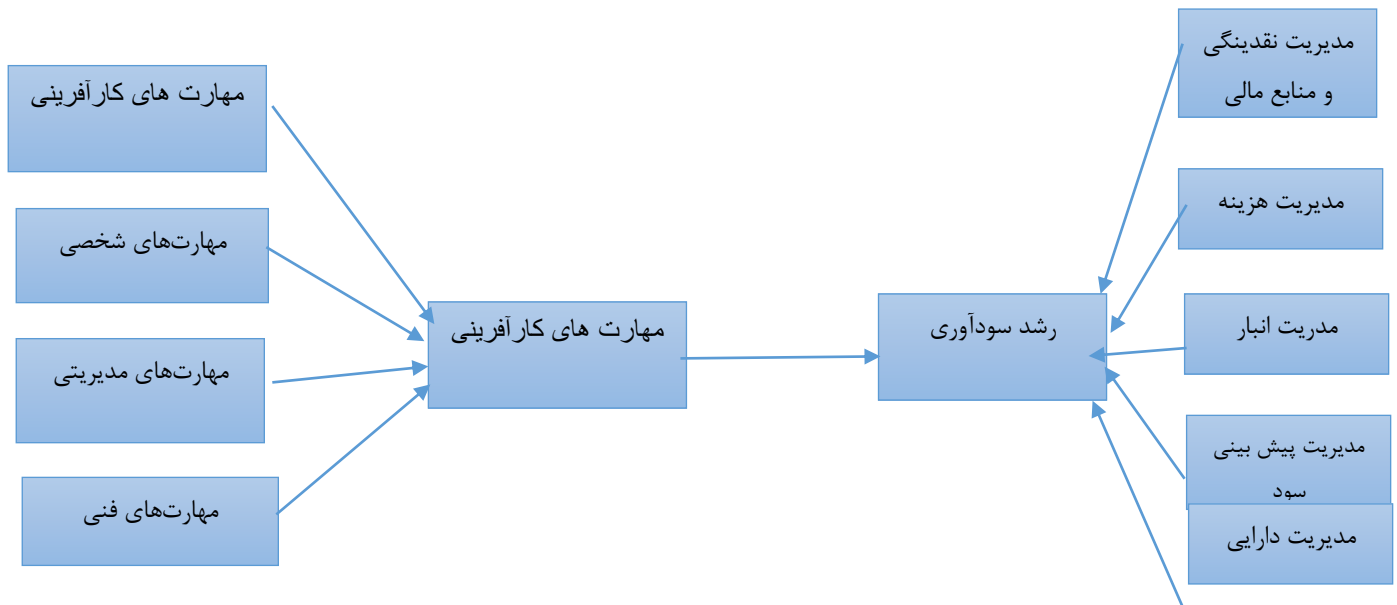 مدیریت نقدینگی
و منابع مالی
مهارت های کارآفرینی
مدیریت هزینه
مهارت‌های شخصی
مهارت های کارآفرینی
رشد سودآوری
مدریت انبار
مهارت‌های مدیریتی
مدیریت پیش بینی
سود
مهارت‌های فنی
مدیریت دارایی